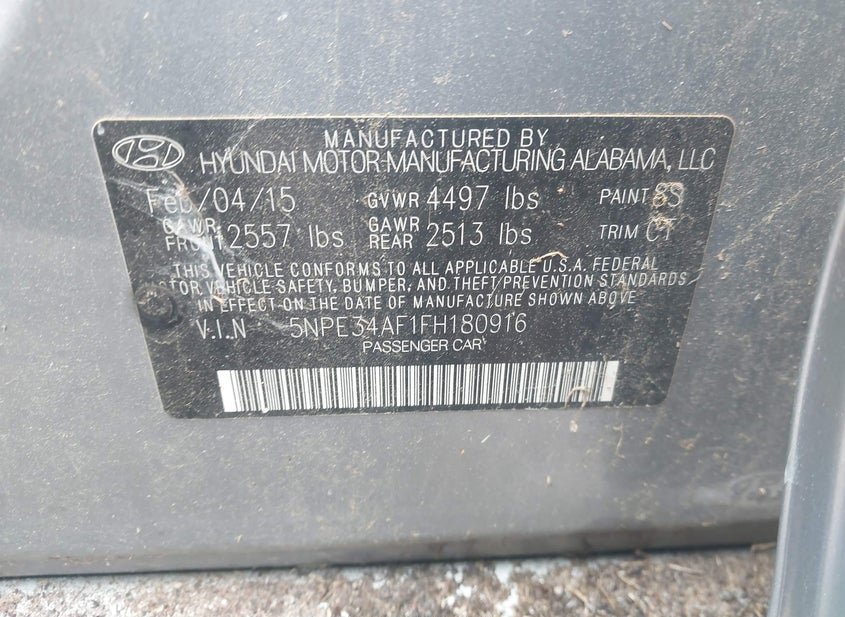 MANUFACTURED BY
HYUNDAI MOTOR MANUFACTURING ALABAMA, LLC
Feb/04/15 GVWR 4497 lbs PAINT 8S
GAWR FRONT 2557 lbs GAWR REAR 2513 lbs TRIM CT
THIS VEHICLE CONFORMS TO ALL APPLICABLE U.S.A. FEDERAL
MOTOR VEHICLE SAFETY, BUMPER, AND THEFT PREVENTION STANDARDS
IN EFFECT ON THE DATE OF MANUFACTURE SHOWN ABOVE
V.I.N 5NPE34AF1FH180916
PASSENGER CAR